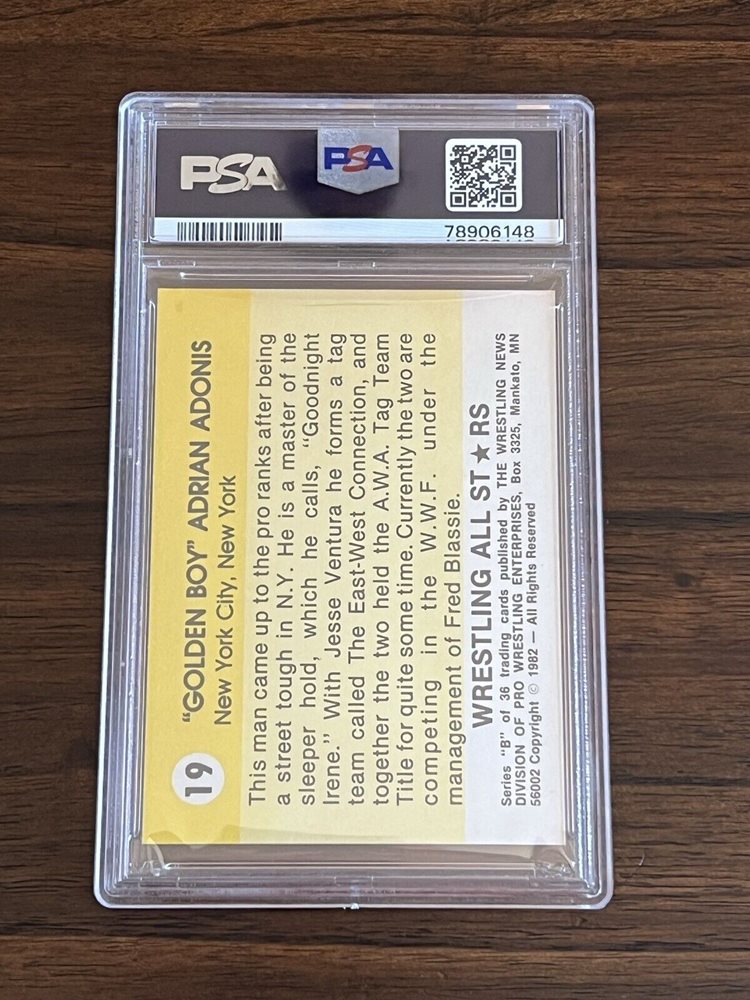 PSA
PSA
78906148
19
"GOLDEN BOY" ADRIAN ADONIS
New York City, New York
This man came up to the pro ranks after being
a street tough in N.Y. He is a master of the
sleeper hold, which he calls, "Goodnight
Irene." With Jesse Ventura he forms a tag
team called The East-West Connection, and
together the two held the A.W.A. Tag Team
Title for quite some time. Currently the two are
competing in the W.W.F. under the
management of Fred Blassie.
WRESTLING ALL ST★RS
Series "B" of 36 trading cards published by THE WRESTLING NEWS
DIVISION OF PRO WRESTLING ENTERPRISES, Box 3325, Mankato, MN
56002 Copyright © 1982 — All Rights Reserved